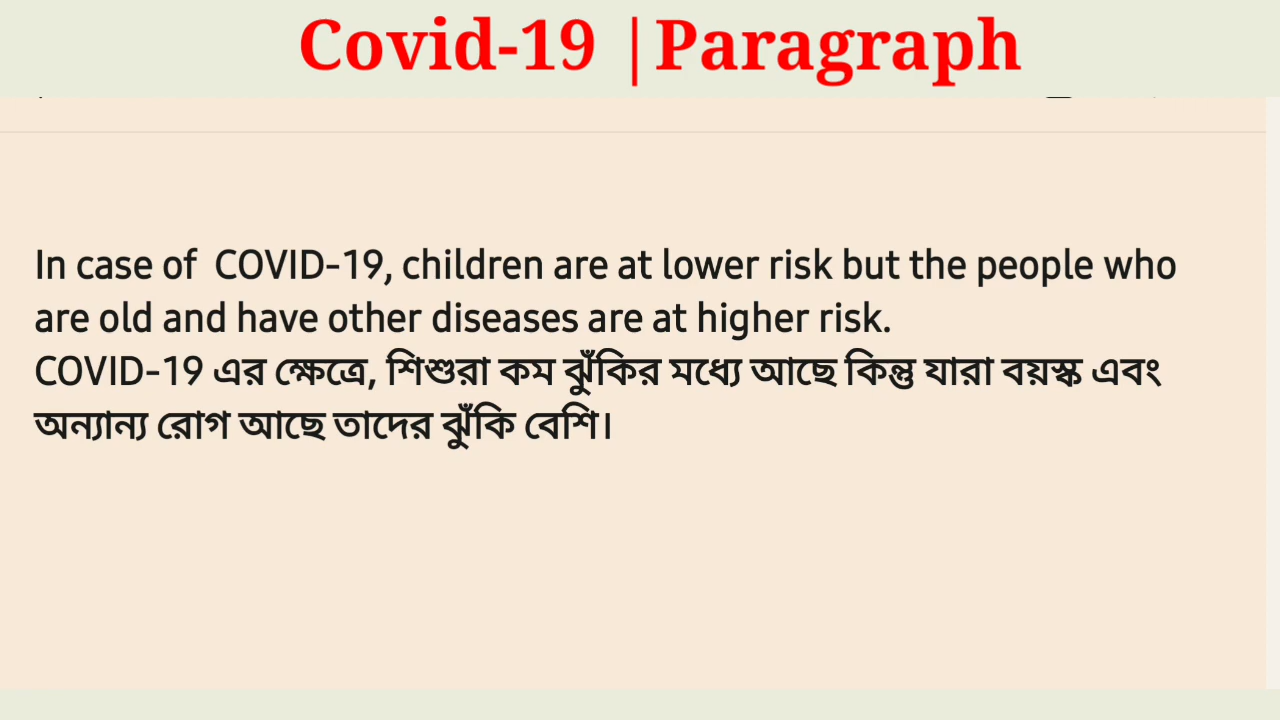 Covid-19 |Paragraph
In case of  COVID-19, children are at lower risk but the people who
are old and have other diseases are at higher risk.
COVID-19 এর ক্ষেত্রে, শিশুরা কম ঝুঁকির মধ্যে আছে কিন্তু যারা বয়স্ক এবং
অন্যান্য রোগ আছে তাদের ঝুঁকি বেশি।